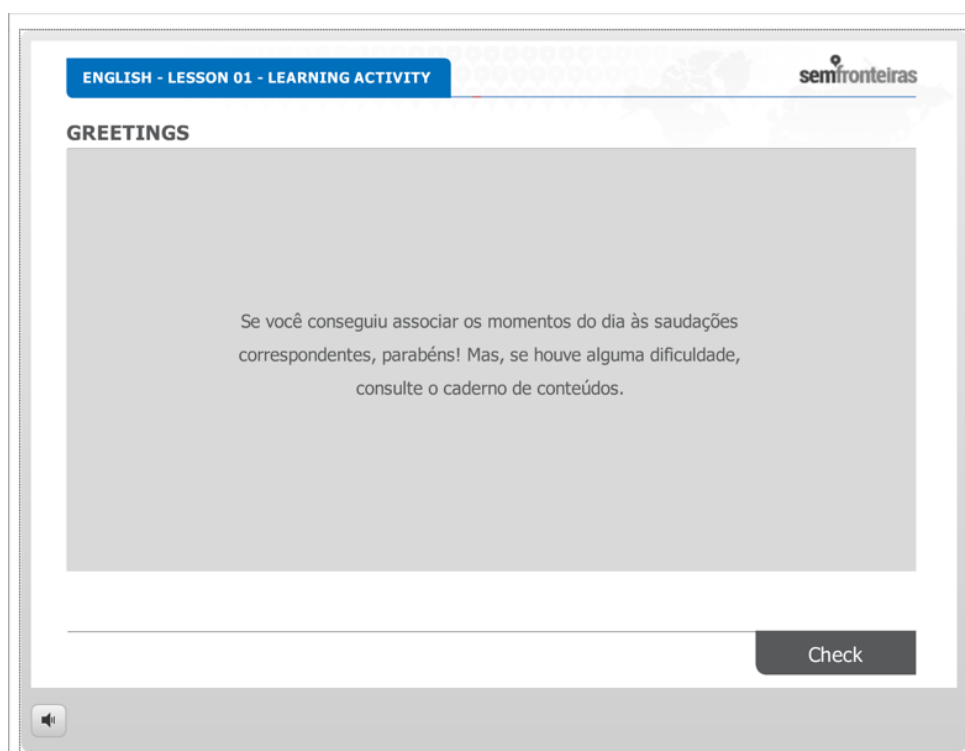 ENGLISH - LESSON 01 - LEARNING ACTIVITY
semfronteiras
GREETINGS
Se você conseguiu associar os momentos do dia às saudações
correspondentes, parabéns! Mas, se houve alguma dificuldade,
consulte o caderno de conteúdos.
Check